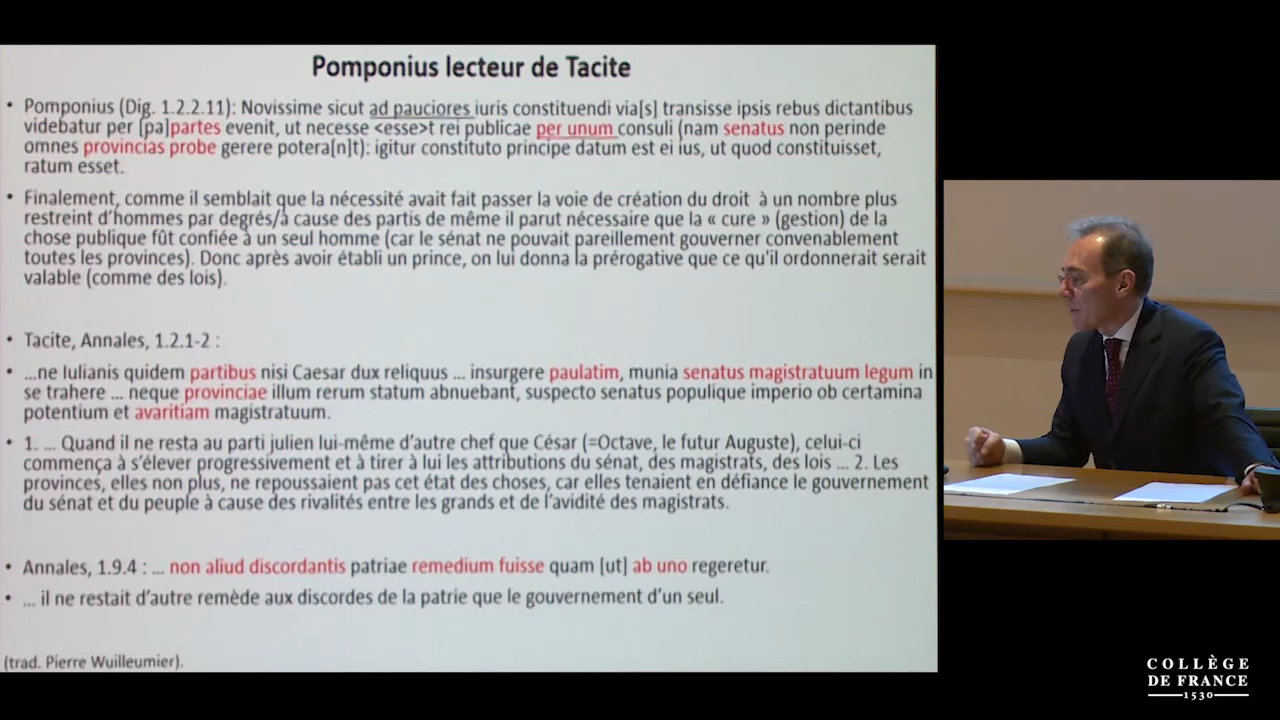 Pomponius lecteur de Tacite
• Pomponius (Dig. 1.2.2.11): Novissime sicut ad pauciores iuris constituendi via[s] transisse ipsis rebus dictantibus
videbatur per [pa]partes evenit, ut necesse <esse>t rei publicae per unum consuli (nam senatus non perinde
omnes provincias probe gerere potera[n]t): igitur constituto principe datum est ei ius, ut quod constituisset,
ratum esset.
• Finalement, comme il semblait que la nécessité avait fait passer la voie de création du droit à un nombre plus
restreint d'hommes par degrés/à cause des partis de même il parut nécessaire que la « cure » (gestion) de la
chose publique fût confiée à un seul homme (car le sénat ne pouvait pareillement gouverner convenablement
toutes les provinces). Donc après avoir établi un prince, on lui donna la prérogative que ce qu'il ordonnerait serait
valable (comme des lois).
• Tacite, Annales, 1.2.1-2 :
• …ne Iulianis quidem partibus nisi Caesar dux reliquus … insurgere paulatim, munia senatus magistratuum legum in
se trahere … neque provinciae illum rerum statum abnuebant, suspecto senatus populique imperio ob certamina
potentium et avaritiam magistratuum.
• 1. … Quand il ne resta au parti julien lui-même d'autre chef que César (=Octave, le futur Auguste), celui-ci
commença à s'élever progressivement et à tirer à lui les attributions du sénat, des magistrats, des lois … 2. Les
provinces, elles non plus, ne repoussaient pas cet état des choses, car elles tenaient en défiance le gouvernement
du sénat et du peuple à cause des rivalités entre les grands et de l'avidité des magistrats.
• Annales, 1.9.4 : … non aliud discordantis patriae remedium fuisse quam [ut] ab uno regeretur.
• … il ne restait d'autre remède aux discordes de la patrie que le gouvernement d'un seul.
(trad. Pierre Wuilleumier).
COLLÈGE
DE FRANCE
1530